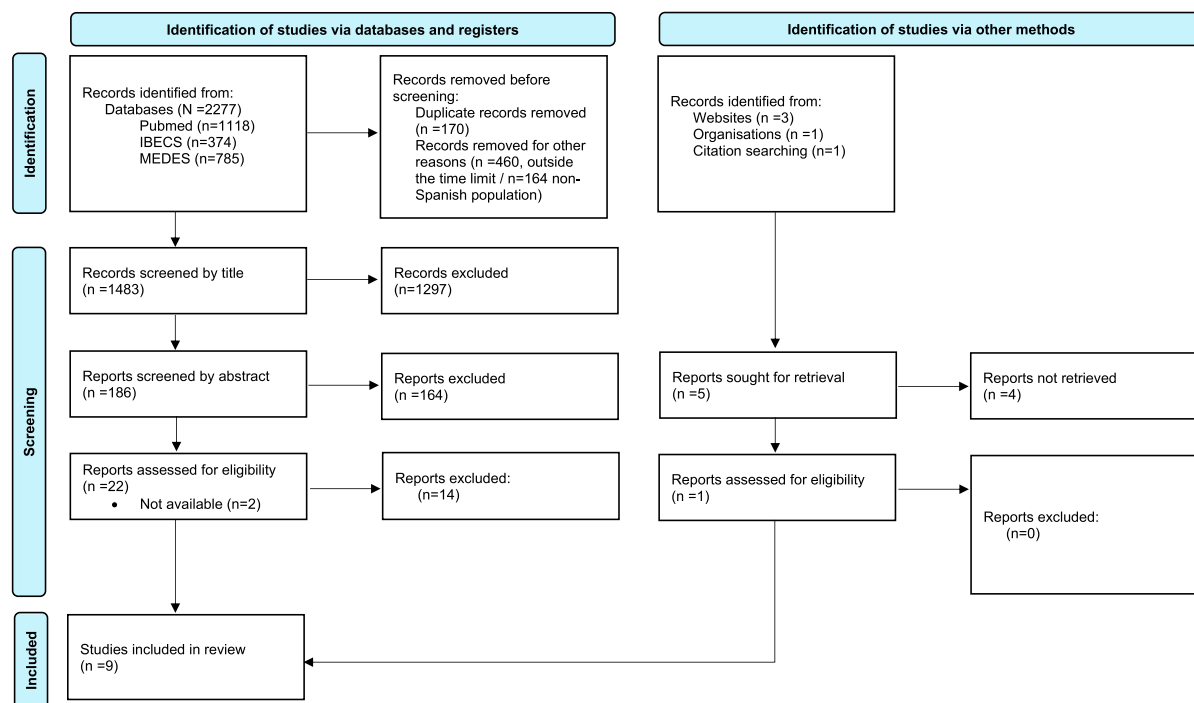 Identification of studies via databases and registers
Identification of studies via other methods
Identification
Records identified from:
Databases (N =2277)
Pubmed (n=1118)
IBECS (n=374)
MEDES (n=785)
Records removed before
screening:
Duplicate records removed
(n =170)
Records removed for other
reasons (n =460, outside
the time limit / n=164 non-
Spanish population)
Records identified from:
Websites (n =3)
Organisations (n =1)
Citation searching (n=1)
Screening
Records screened by title
(n =1483)
Records excluded
(n=1297)
Reports screened by abstract
(n =186)
Reports excluded
(n =164)
Reports sought for retrieval
(n =5)
Reports not retrieved
(n =4)
Reports assessed for eligibility
(n =22)
• Not available (n=2)
Reports excluded:
(n=14)
Reports assessed for eligibility
(n =1)
Reports excluded:
(n=0)
Included
Studies included in review
(n =9)